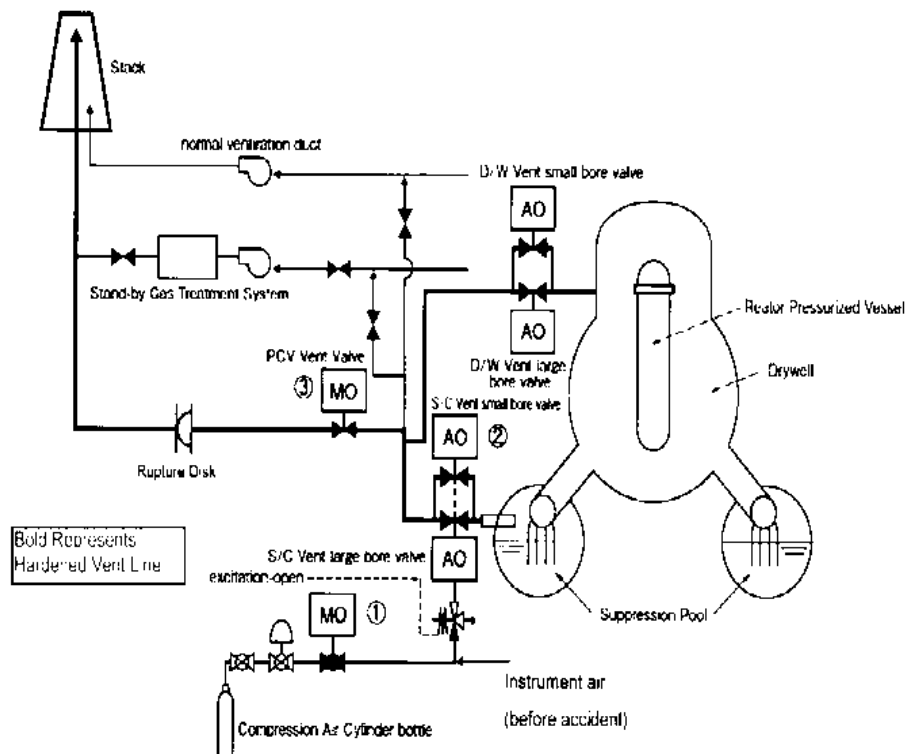 Stack
normal ventiration duct
D/W Vent small bore valve
AO
Stand-by Gas Treatment System
AO
Reator Pressurized Vessel
PCV Vent Valve
D/W Vent large
bore valve
Drywell
③
MO
S/C Vent small bore valve
AO
②
Rupture Disk
Bold Represents
Hardered Vent Line
S/C Vent large bore valve
AO
excitation-open
Suppression Pool
MO
①
Instrument air
(before accident)
Compression Air Cylinder bottle